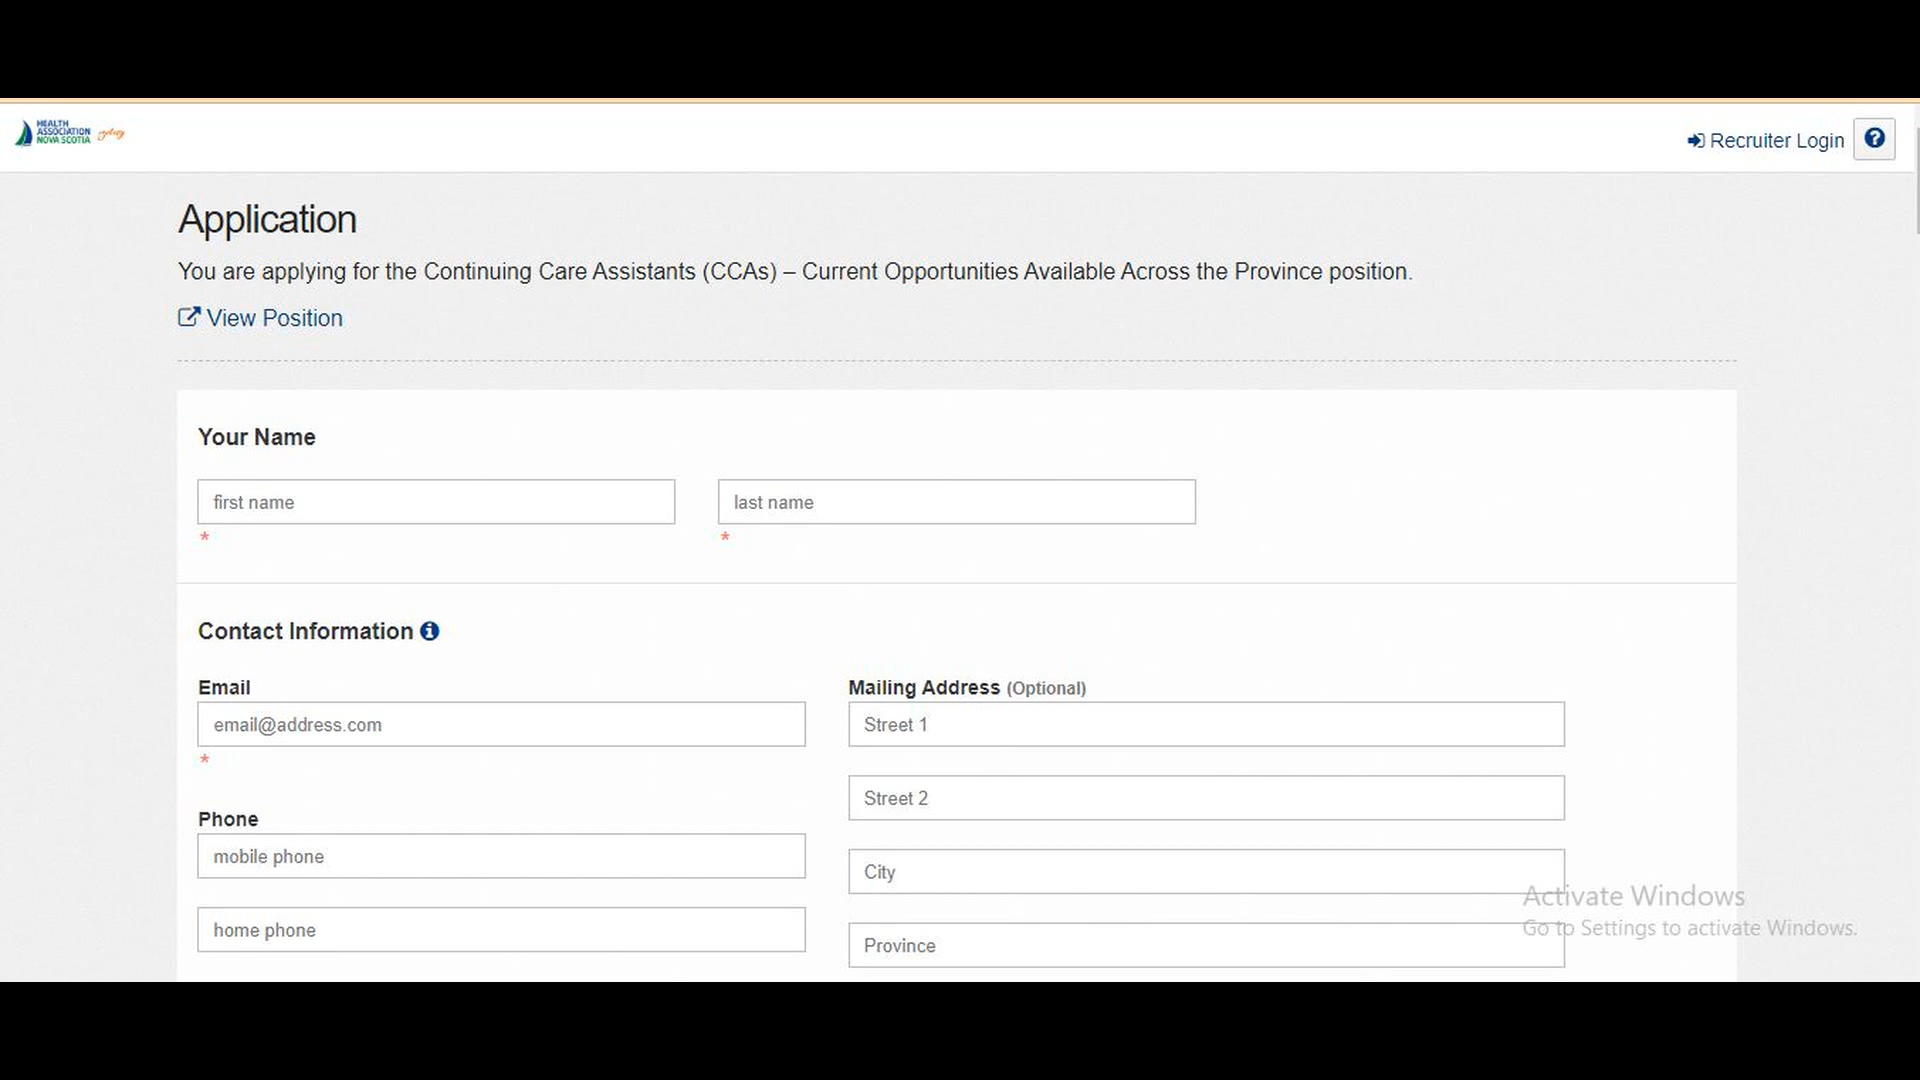 HEALTH
ASSOCIATION
NOVA SCOTIA
Recruiter Login
Application
You are applying for the Continuing Care Assistants (CCAs) – Current Opportunities Available Across the Province position.
View Position
Your Name
first name
last name
*
*
Contact Information
Email
email@address.com
*
Phone
mobile phone
home phone
Mailing Address (Optional)
Street 1
Street 2
City
Province
Activate Windows
Go to Settings to activate Windows.